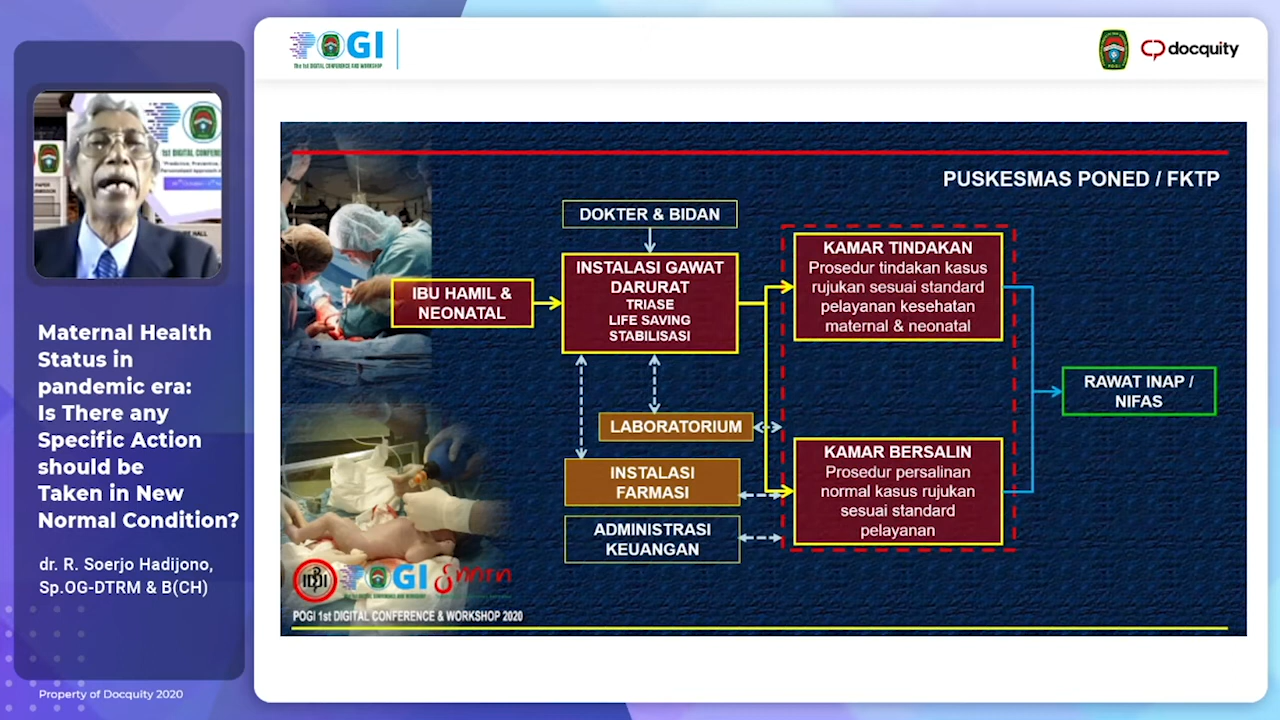 POGI
The 1st DIGITAL CONFERENCE AND WORKSHOP
docquity
1st DIGITAL CONFERENCE
Maternal Health
Status in
pandemic era:
Is There any
Specific Action
should be
Taken in New
Normal Condition?
dr. R. Soerjo Hadijono,
Sp.OG-DTRM & B(CH)
Property of Docquity 2020
PUSKESMAS PONED / FKTP
DOKTER & BIDAN
IBU HAMIL &
NEONATAL
INSTALASI GAWAT
DARURAT
TRIASE
LIFE SAVING
STABILISASI
KAMAR TINDAKAN
Prosedur tindakan kasus
rujukan sesuai standard
pelayanan kesehatan
maternal & neonatal
RAWAT INAP /
NIFAS
LABORATORIUM
INSTALASI
FARMASI
ADMINISTRASI
KEUANGAN
KAMAR BERSALIN
Prosedur persalinan
normal kasus rujukan
sesuai standard
pelayanan
POGI
POGI 1st DIGITAL CONFERENCE & WORKSHOP 2020